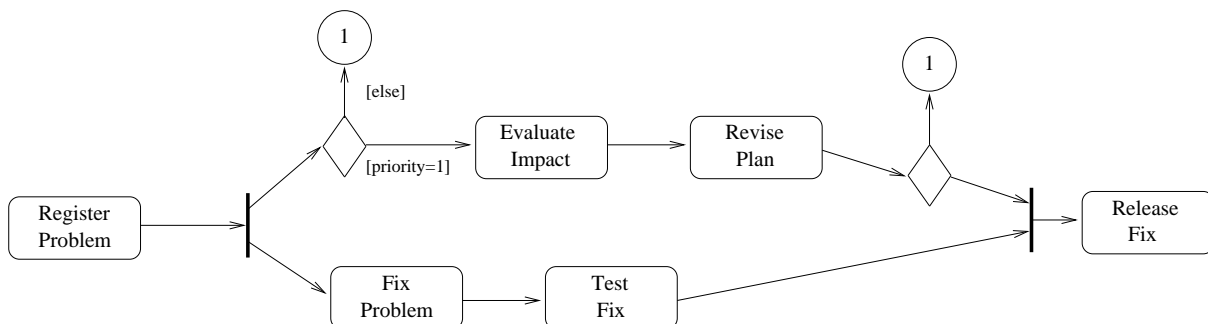 1
[else]
[priority=1]
Evaluate
Impact
Revise
Plan
1
Register
Problem
Fix
Problem
Test
Fix
Release
Fix